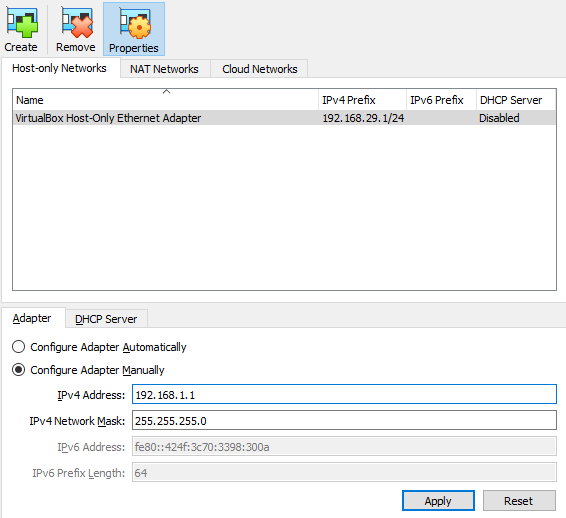 Create Remove Properties
Host-only Networks NAT Networks Cloud Networks
Name IPv4 Prefix IPv6 Prefix DHCP Server
VirtualBox Host-Only Ethernet Adapter 192.168.29.1/24 Disabled
Adapter DHCP Server
Configure Adapter Automatically
Configure Adapter Manually
IPv4 Address: 192.168.1.1
IPv4 Network Mask: 255.255.255.0
IPv6 Address: fe80::424f:3c70:3398:300a
IPv6 Prefix Length: 64
Apply Reset